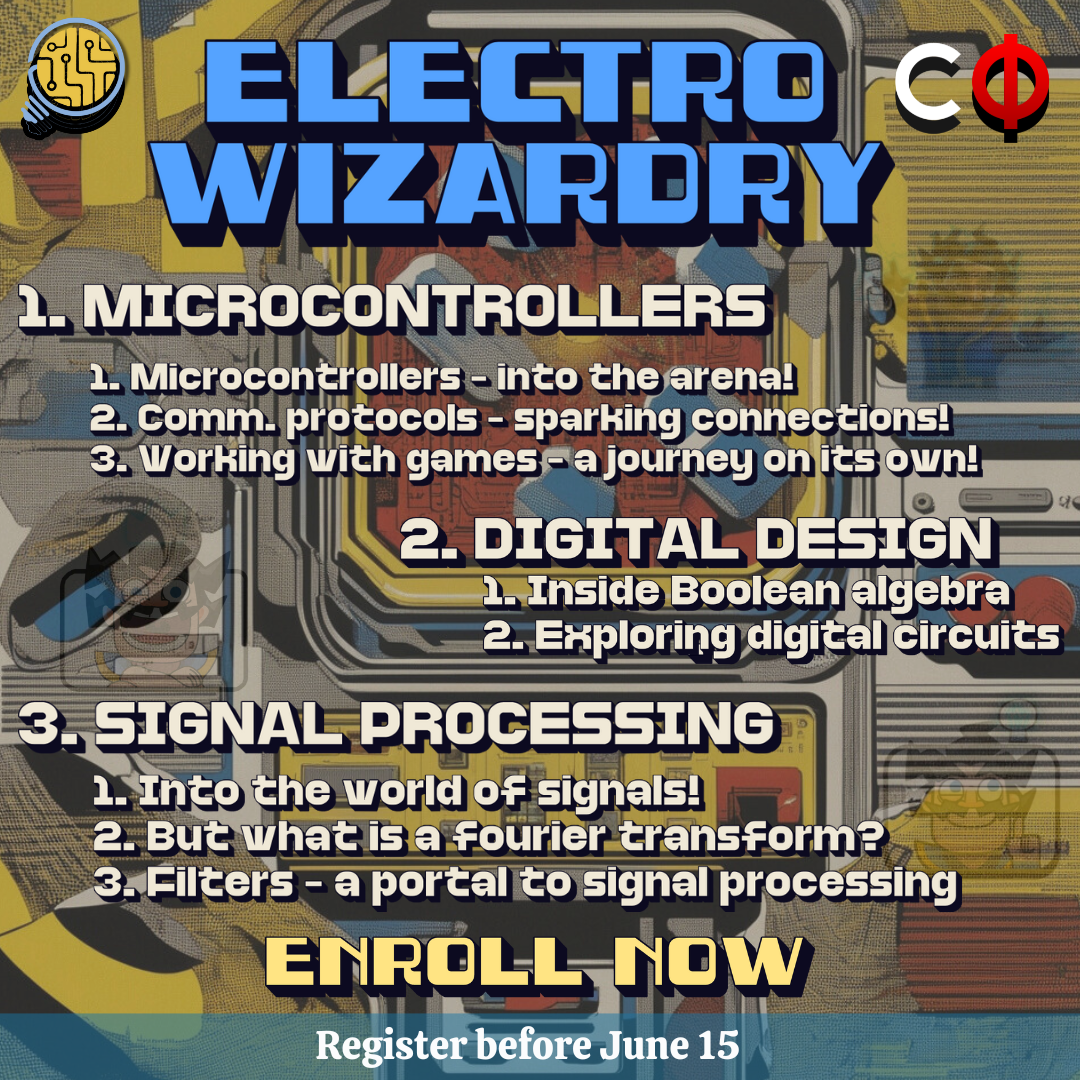 CΦ
ELECTRO
WIZARDRY
1. MICROCONTROLLERS
1. Microcontrollers - into the arena!
2. Comm. protocols - sparking connections!
3. Working with games - a journey on its own!
2. DIGITAL DESIGN
1. Inside Boolean algebra
2. Exploring digital circuits
3. SIGNAL PROCESSING
1. Into the world of signals!
2. But what is a fourier transform?
3. Filters - a portal to signal processing
ENROLL NOW
Register before June 15